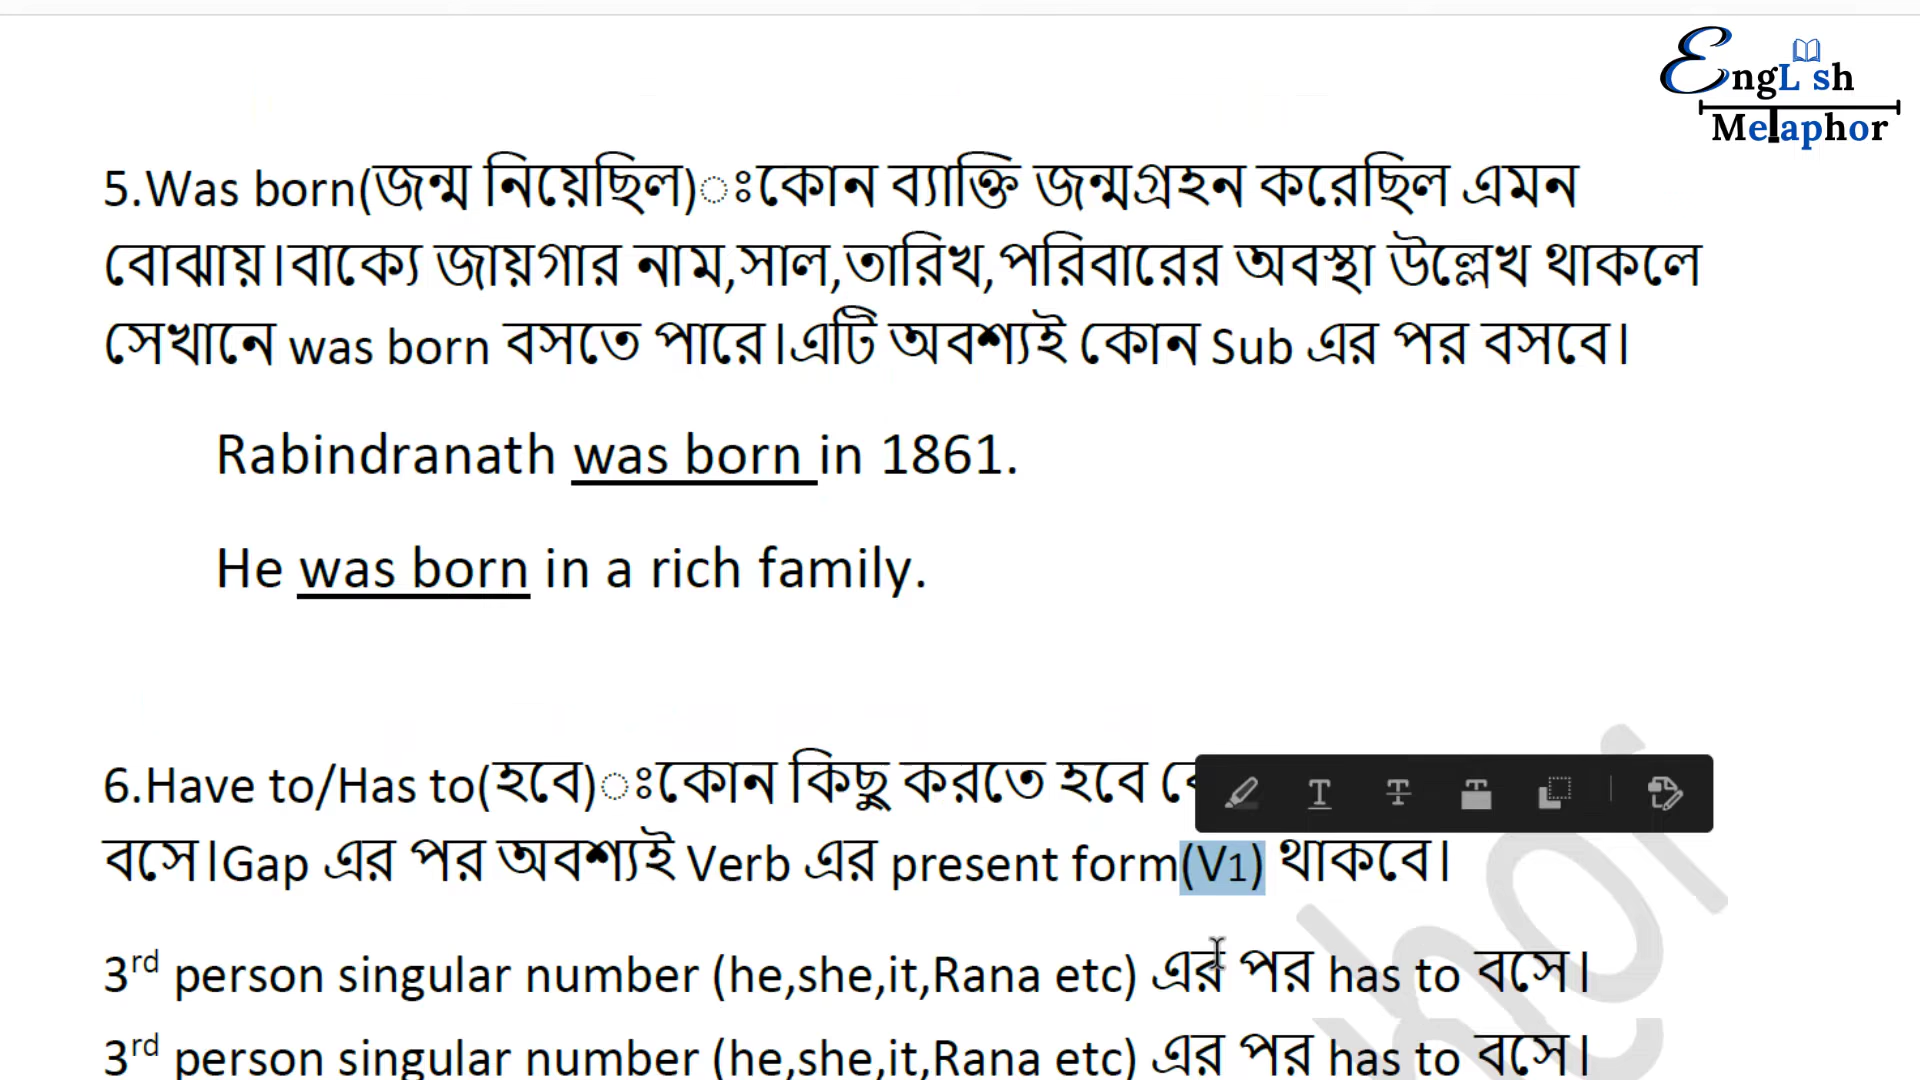 EngLish
Metaphor
5.Was born(জন্ম নিয়েছিল)ঃকোন ব্যাক্তি জন্মগ্রহন করেছিল এমন
বোঝায়।বাক্যে জায়গার নাম,সাল,তারিখ,পরিবারের অবস্থা উল্লেখ থাকলে
সেখানে was born বসতে পারে।এটি অবশ্যই কোন Sub এর পর বসবে।
Rabindranath was born in 1861.
He was born in a rich family.
6.Have to/Has to(হবে)ঃকোন কিছু করতে হবে
বসে।Gap এর পর অবশ্যই Verb এর present form(V1) থাকবে।
3rd person singular number (he,she,it,Rana etc) এর পর has to বসে।
3rd person singular number (he,she,it,Rana etc) এর পর has to বসে।